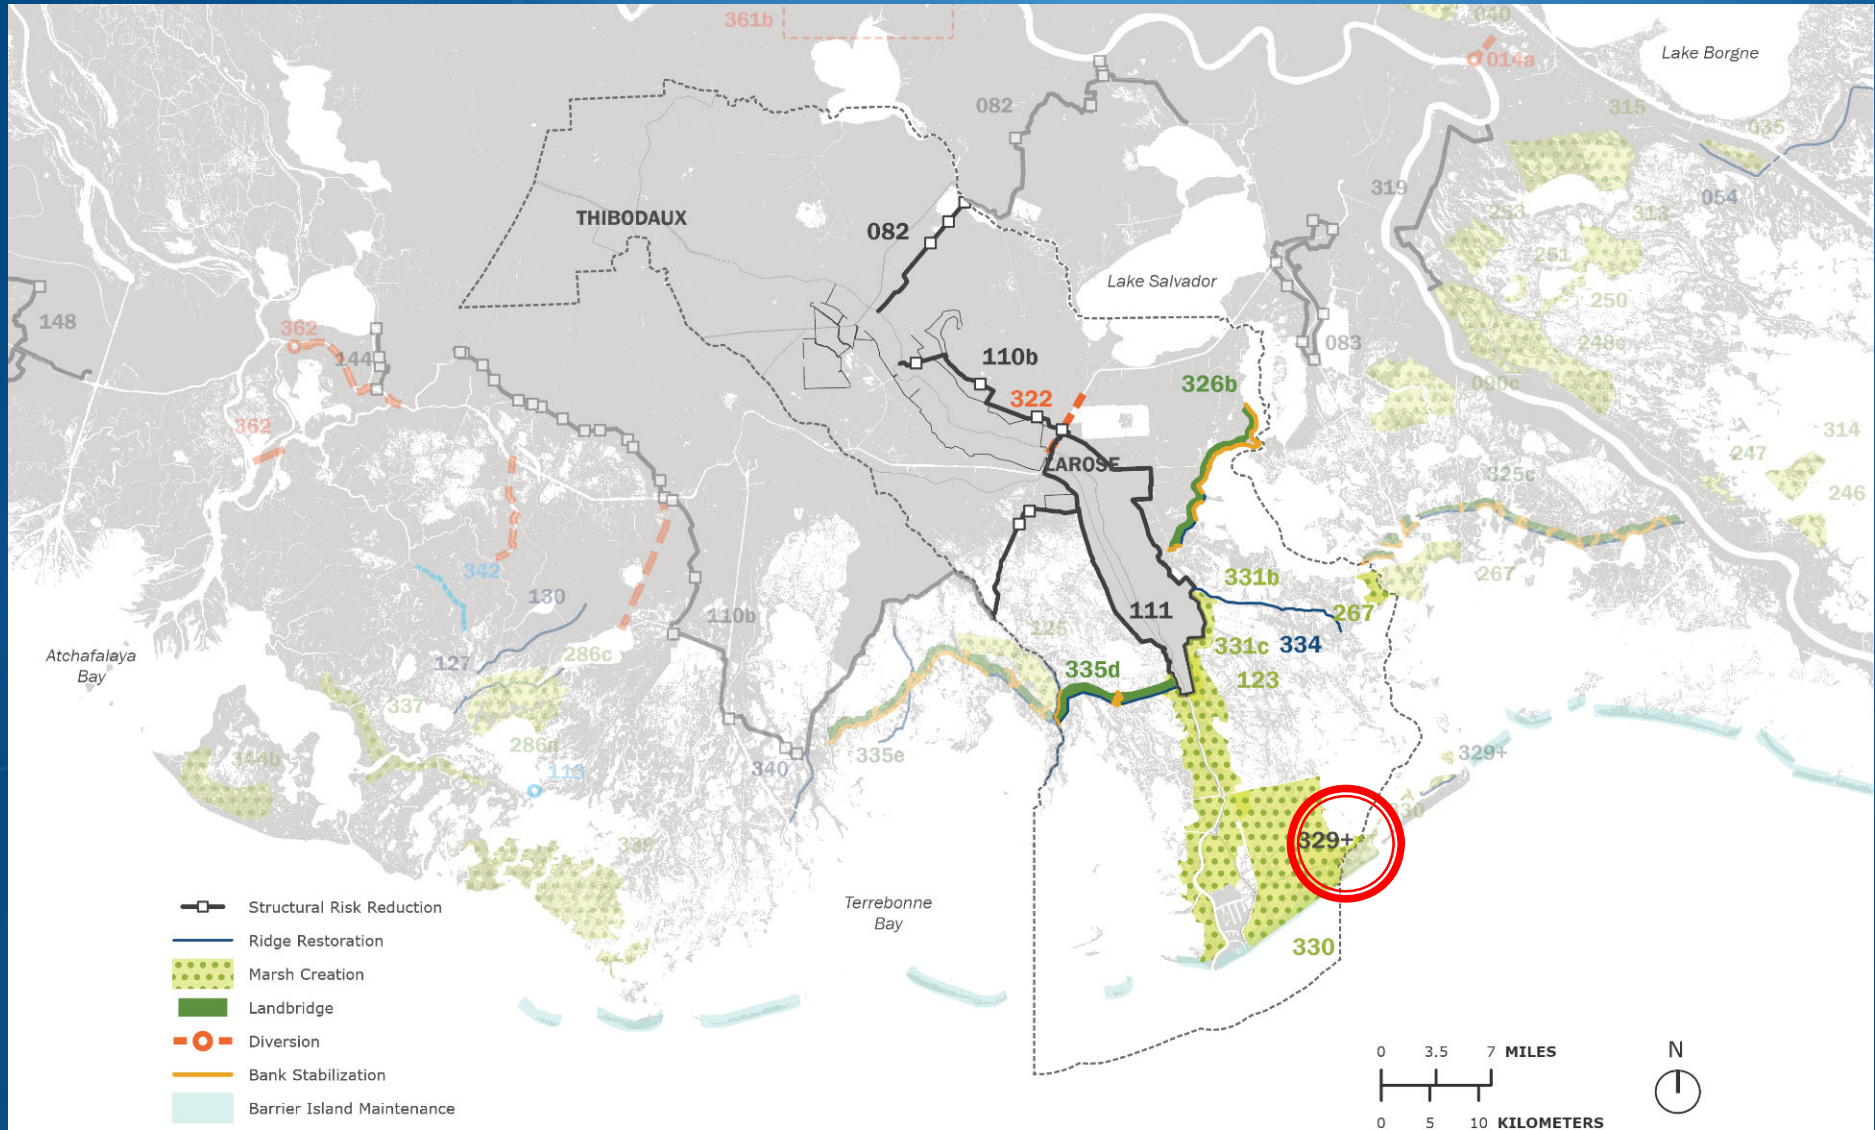 361b
040
014a
Lake Borgne
082
315
035
319
054
THIBODAUX
082
253
313
Lake Salvador
251
250
148
362
144
083
248e
110b
090c
322
326b
362
314
247
LAROSE
325c
246
342
331b
267
130
267
110b
111
125
331c 334
Atchafalaya
Bay
127
286c
335d
123
337
286d
335e
329+
344b
113
340
330
339
329+
Terrebonne
Bay
330
Structural Risk Reduction
Ridge Restoration
Marsh Creation
Landbridge
Diversion
Bank Stabilization
Barrier Island Maintenance
0 3.5 7 MILES
0 5 10 KILOMETERS
N